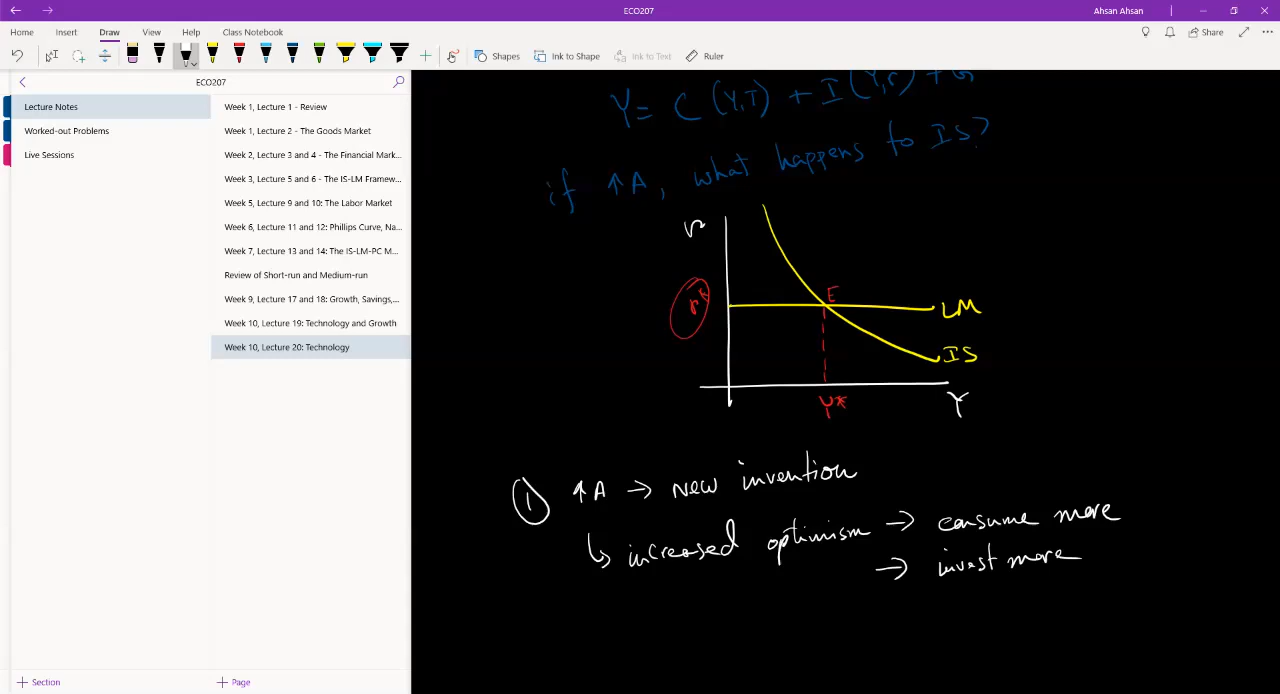 ECO207
Ahsan Ahsan
Home Insert Draw View Help Class Notebook
Share
Shapes Ink to Shape Ink to Text Ruler
ECO207
Lecture Notes
Worked-out Problems
Live Sessions
Week 1, Lecture 1 - Review
Week 1, Lecture 2 - The Goods Market
Week 2, Lecture 3 and 4 - The Financial Mark...
Week 3, Lecture 5 and 6 - The IS-LM Framew...
Week 5, Lecture 9 and 10: The Labor Market
Week 6, Lecture 11 and 12: Phillips Curve, Na...
Week 7, Lecture 13 and 14: The IS-LM-PC M...
Review of Short-run and Medium-run
Week 9, Lecture 17 and 18: Growth, Savings,...
Week 10, Lecture 19: Technology and Growth
Week 10, Lecture 20: Technology
+ Section
+ Page
Y = C (Y,T) + I (Y,r) + G
if ↑A, what happens to IS?
r
E
LM
IS
Y*
Y
① ↑A → New invention
↳ increased optimism → consume more
→ invest more